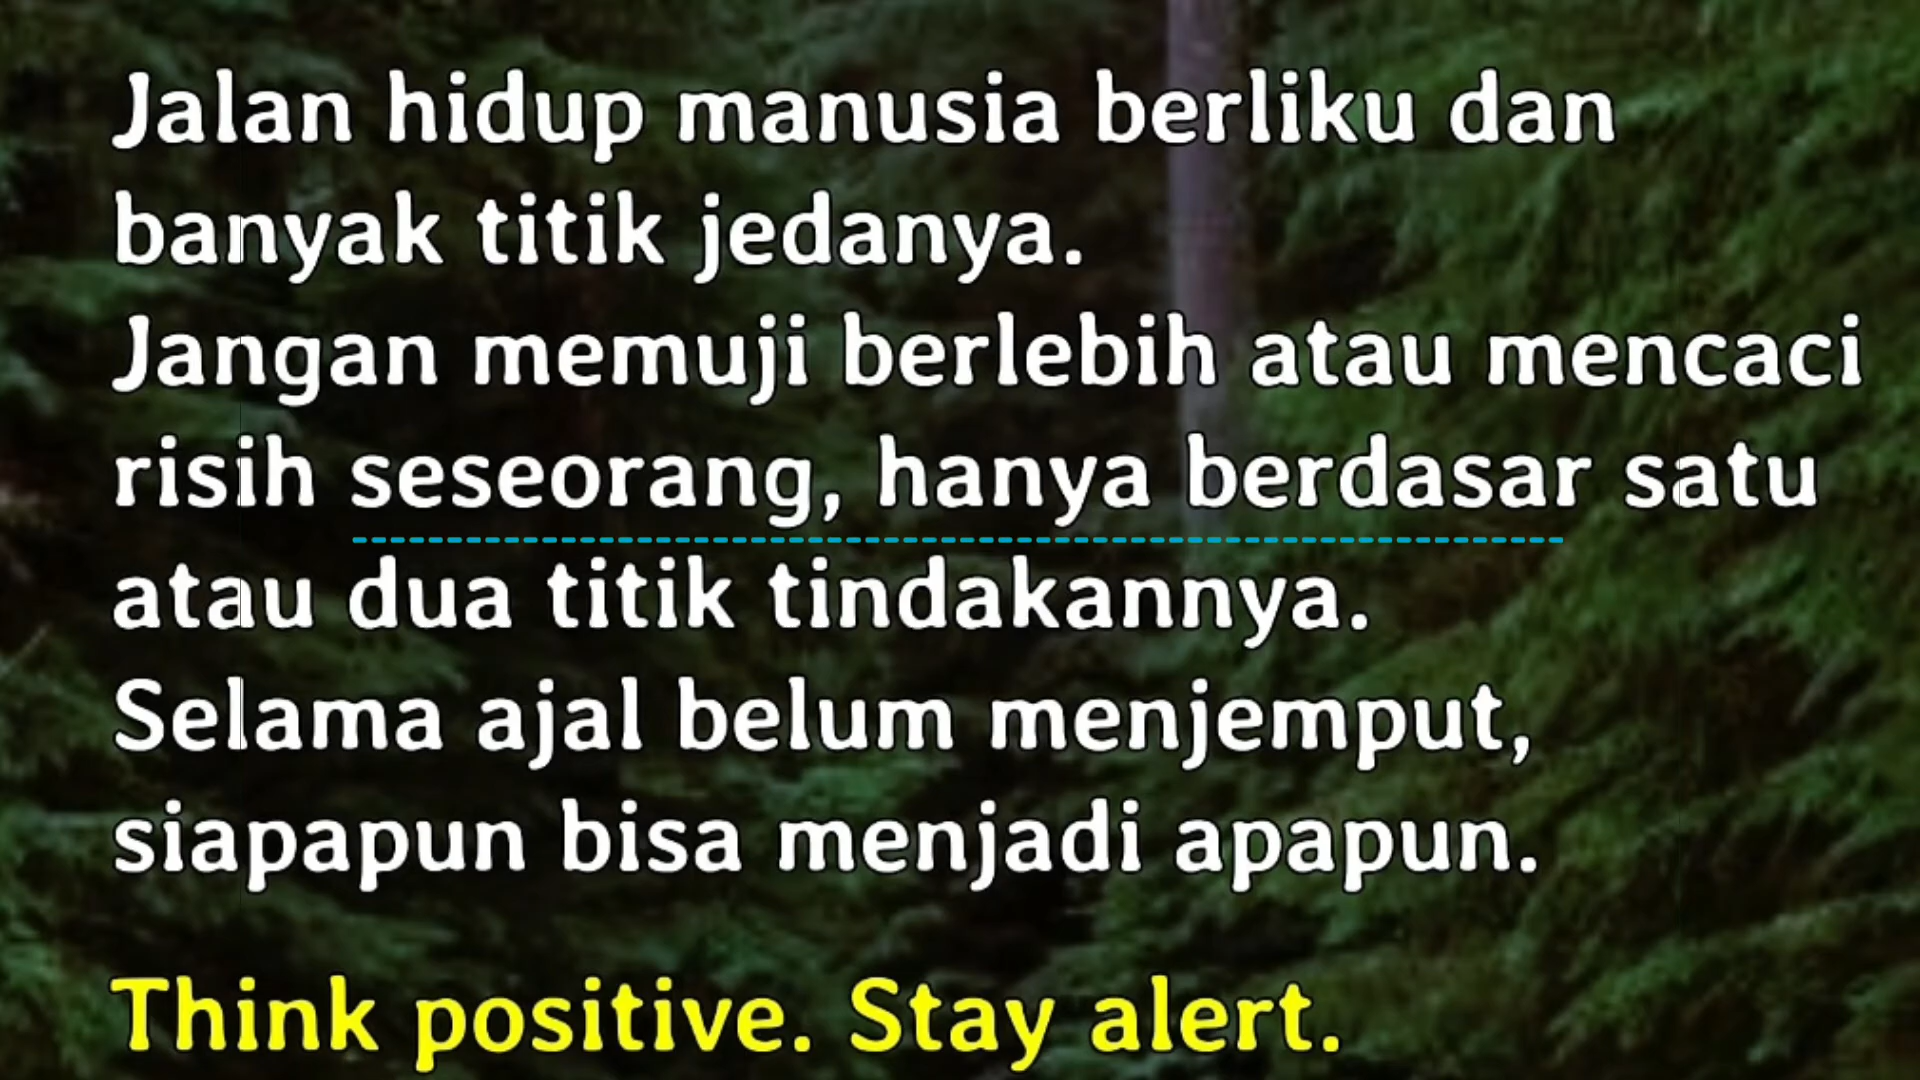 Jalan hidup manusia berliku dan
banyak titik jedanya.
Jangan memuji berlebih atau mencaci
risih seseorang, hanya berdasar satu
atau dua titik tindakannya.
Selama ajal belum menjemput,
siapapun bisa menjadi apapun.
Think positive. Stay alert.